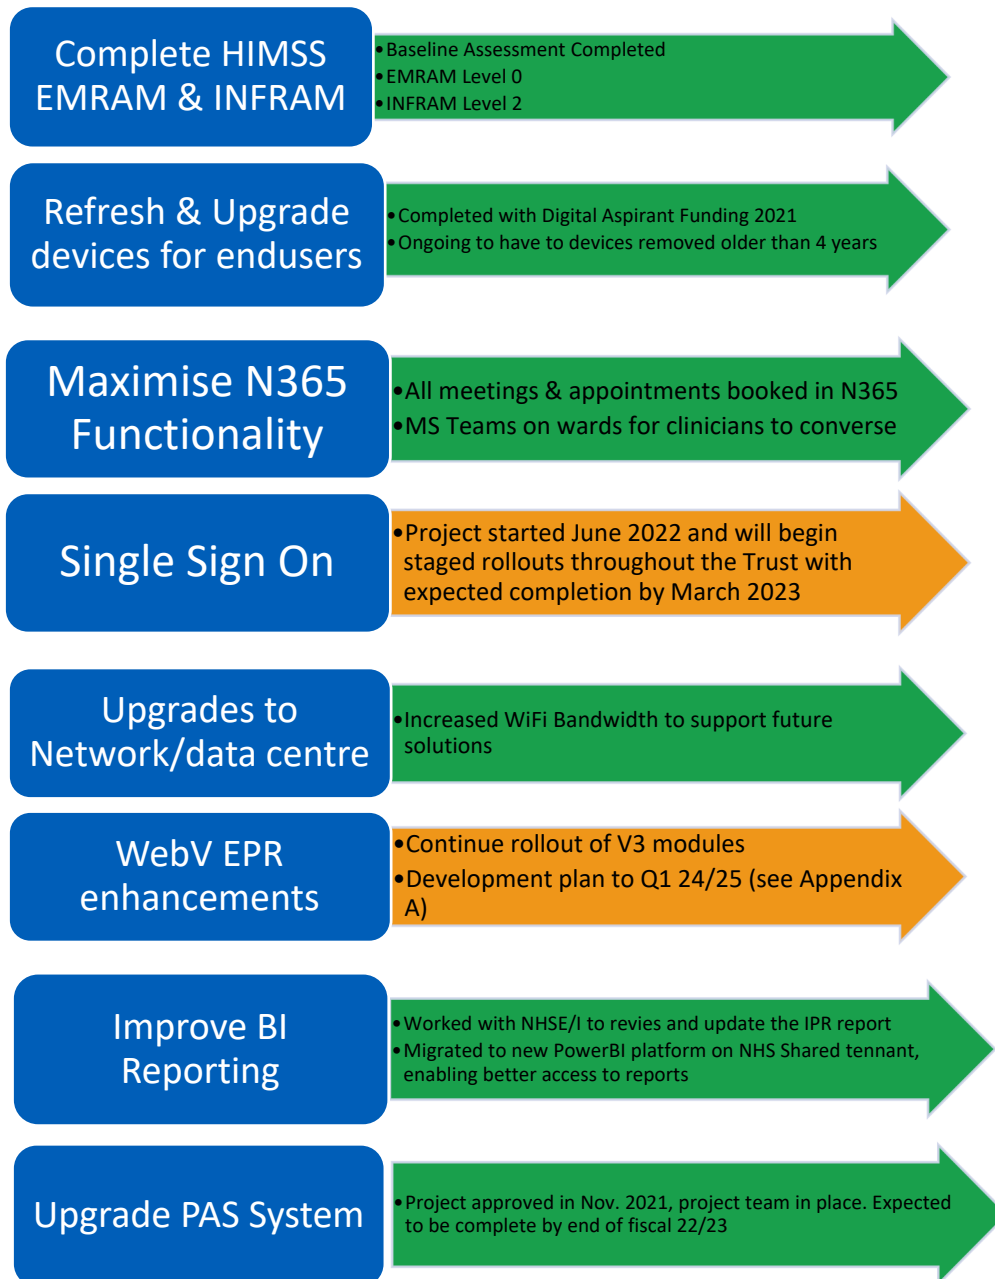 Complete HIMSS
EMRAM & INFRAM
•Baseline Assessment Completed
•EMRAM Level 0
•INFRAM Level 2
Refresh & Upgrade
devices for endusers
•Completed with Digital Aspirant Funding 2021
•Ongoing to have to devices removed older than 4 years
Maximise N365
Functionality
•All meetings & appointments booked in N365
•MS Teams on wards for clinicians to converse
Single Sign On
•Project started June 2022 and will begin
staged rollouts throughout the Trust with
expected completion by March 2023
Upgrades to
Network/data centre
•Increased WiFi Bandwidth to support future
solutions
WebV EPR
enhancements
•Continue rollout of V3 modules
•Development plan to Q1 24/25 (see Appendix
A)
Improve BI
Reporting
•Worked with NHSE/I to revies and update the IPR report
•Migrated to new PowerBI platform on NHS Shared tennant,
enabling better access to reports
Upgrade PAS System
•Project approved in Nov. 2021, project team in place. Expected
to be complete by end of fiscal 22/23